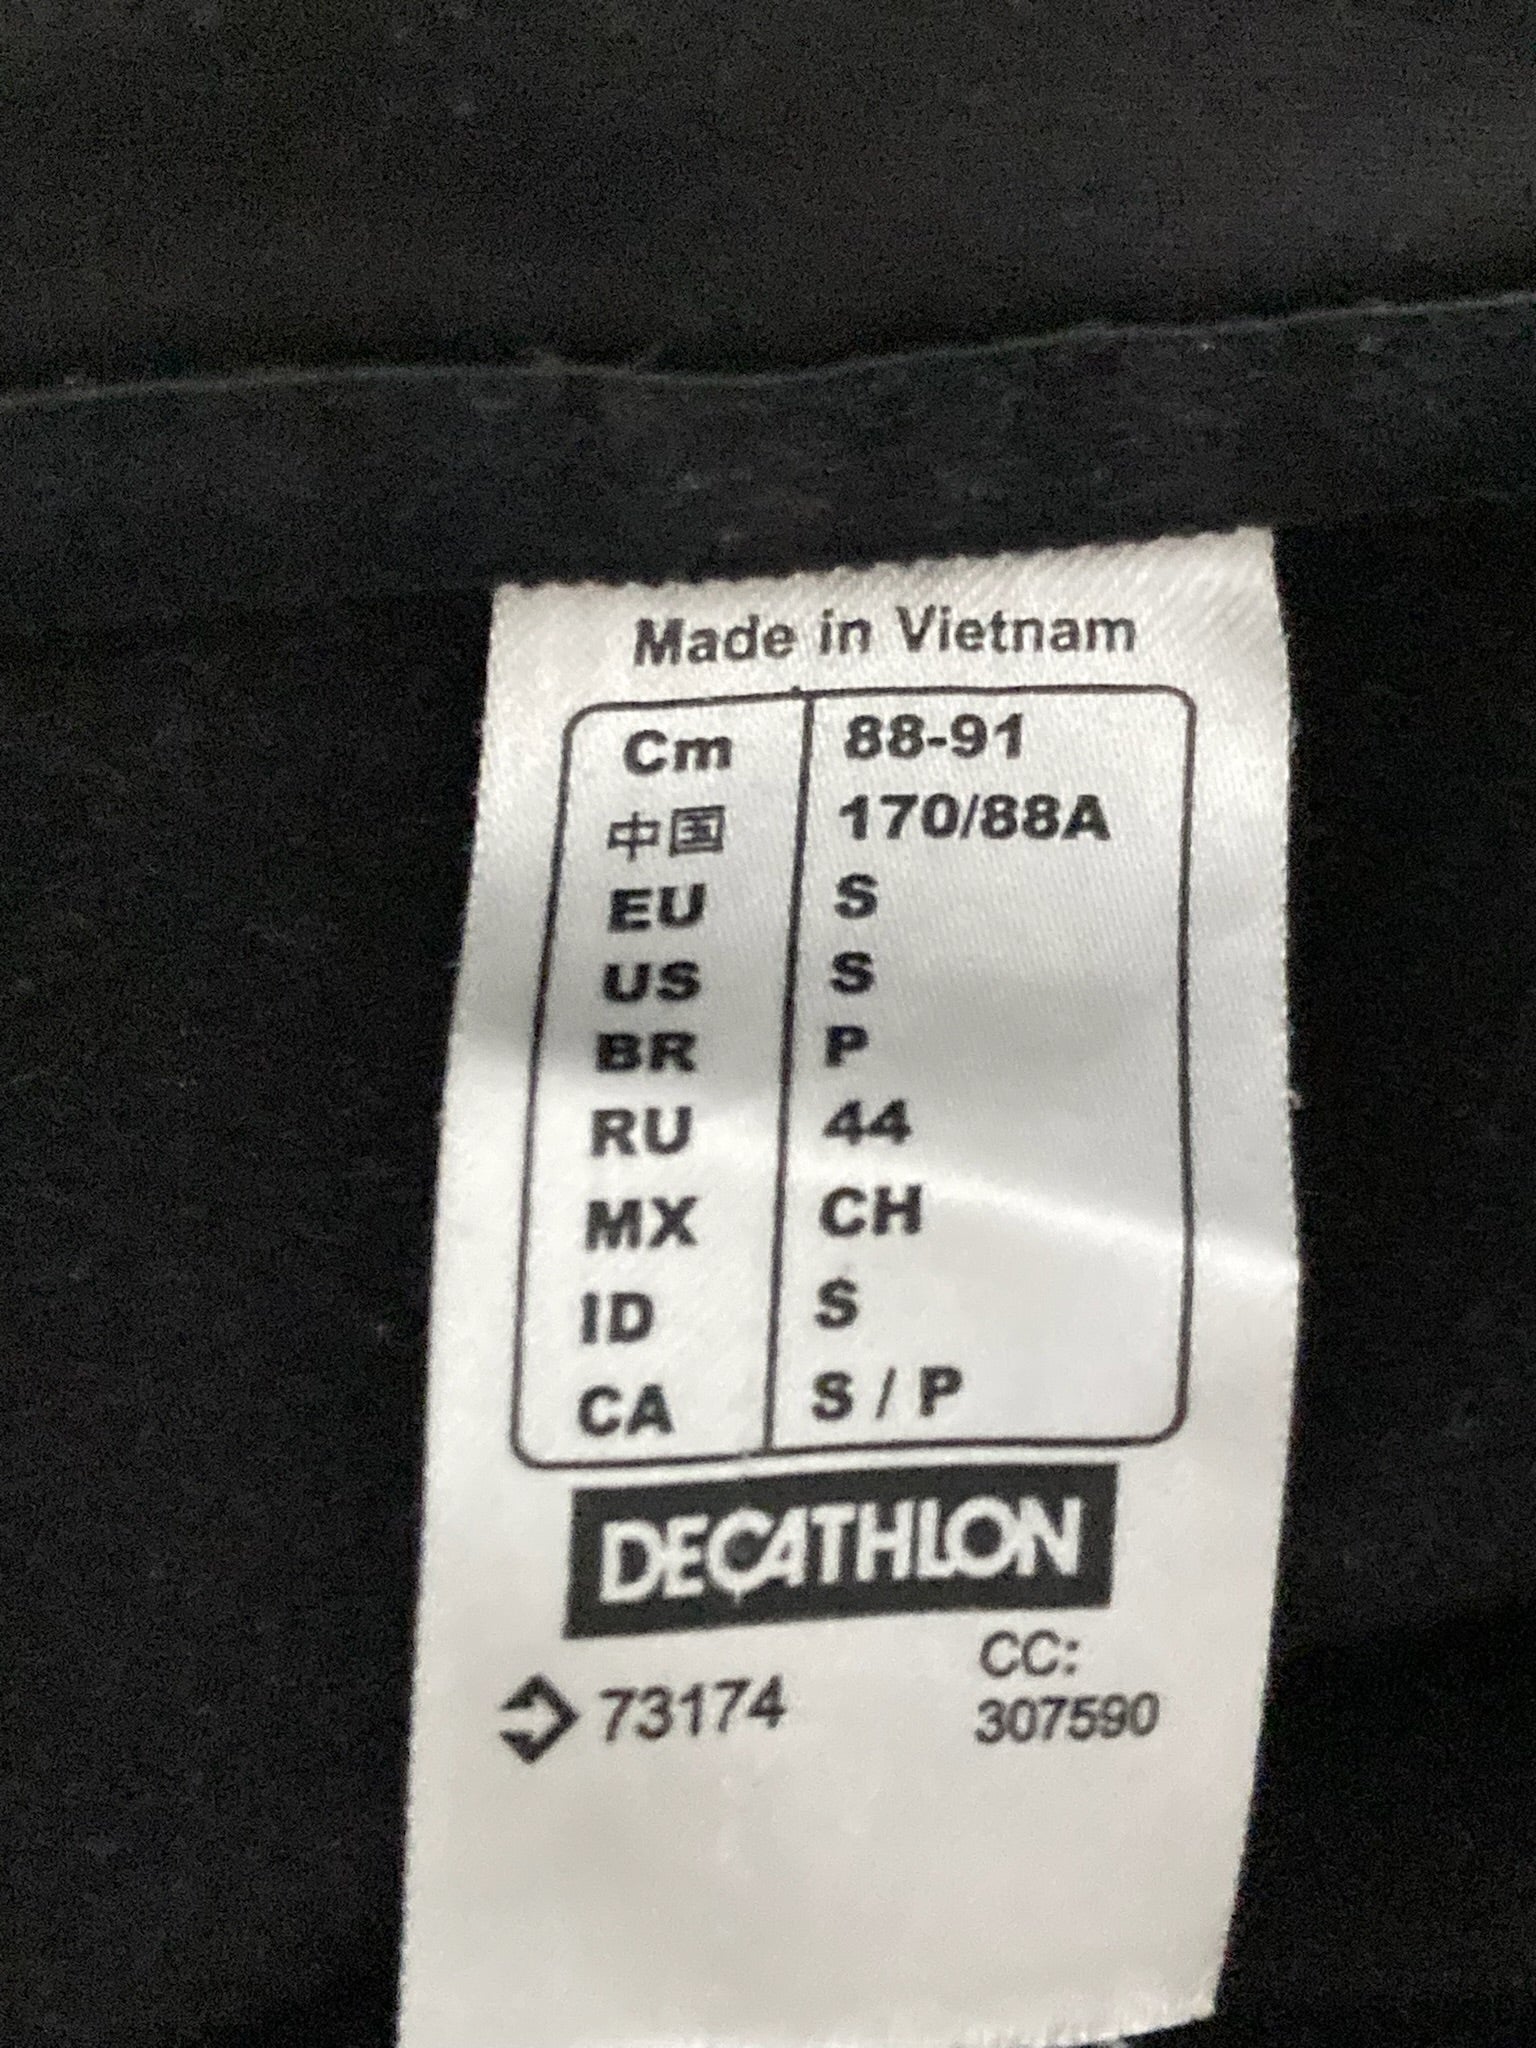 Made in Vietnam
Cm 88-91
中国 170/88A
EU S
US S
BR P
RU 44
MX CH
ID S
CA S / P
DECATHLON
CC:
73174 307590